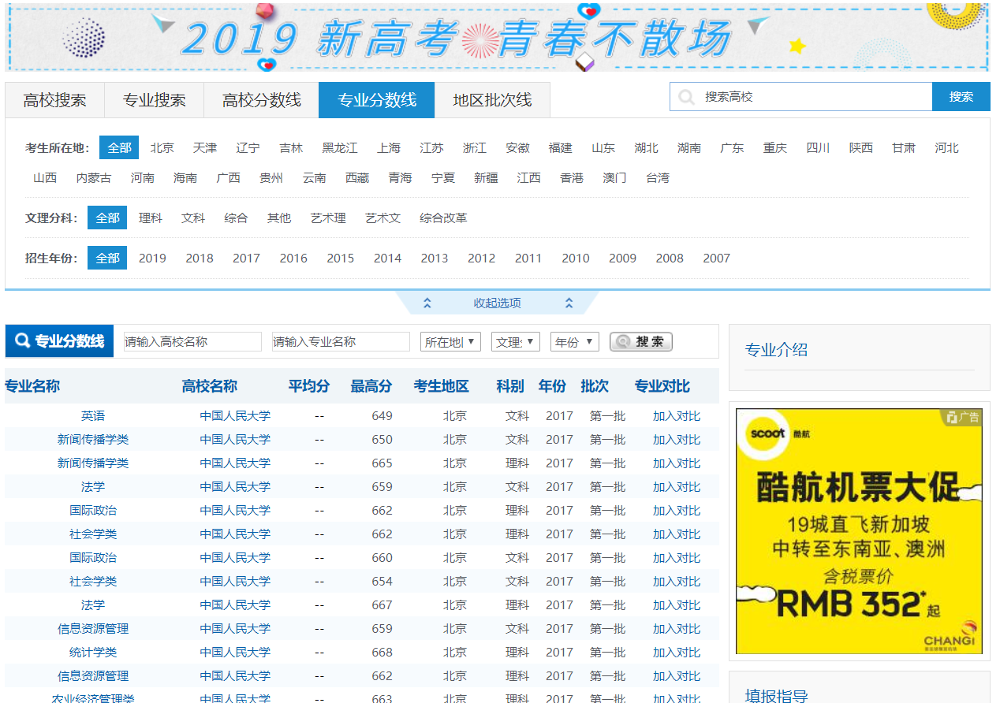 2019 新高考 青春不散场
高校搜索 专业搜索 高校分数线 专业分数线 地区批次线 搜索高校 搜索
考生所在地： 全部 北京 天津 辽宁 吉林 黑龙江 上海 江苏 浙江 安徽 福建 山东 湖北 湖南 广东 重庆 四川 陕西 甘肃 河北
山西 内蒙古 河南 海南 广西 贵州 云南 西藏 青海 宁夏 新疆 江西 香港 澳门 台湾
文理分科： 全部 理科 文科 综合 其他 艺术理 艺术文 综合改革
招生年份： 全部 2019 2018 2017 2016 2015 2014 2013 2012 2011 2010 2009 2008 2007
收起选项
专业分数线 请输入高校名称 请输入专业名称 所在地 文理 年份 搜索
专业名称 高校名称 平均分 最高分 考生地区 科别 年份 批次 专业对比
英语 中国人民大学 -- 649 北京 文科 2017 第一批 加入对比
新闻传播学类 中国人民大学 -- 650 北京 文科 2017 第一批 加入对比
新闻传播学类 中国人民大学 -- 665 北京 理科 2017 第一批 加入对比
法学 中国人民大学 -- 659 北京 文科 2017 第一批 加入对比
国际政治 中国人民大学 -- 662 北京 理科 2017 第一批 加入对比
社会学类 中国人民大学 -- 662 北京 理科 2017 第一批 加入对比
国际政治 中国人民大学 -- 660 北京 文科 2017 第一批 加入对比
社会学类 中国人民大学 -- 654 北京 文科 2017 第一批 加入对比
法学 中国人民大学 -- 667 北京 理科 2017 第一批 加入对比
信息资源管理 中国人民大学 -- 659 北京 文科 2017 第一批 加入对比
统计学类 中国人民大学 -- 668 北京 理科 2017 第一批 加入对比
信息资源管理 中国人民大学 -- 662 北京 理科 2017 第一批 加入对比
农业经济管理类 中国人民大学 -- 663 北京 理科 2017 第一批 加入对比
专业介绍
广告
scoot 酷航
酷航机票大促
19城直飞新加坡
中转至东南亚、澳洲
含税票价
RMB 352*起
CHANGI
填报指导